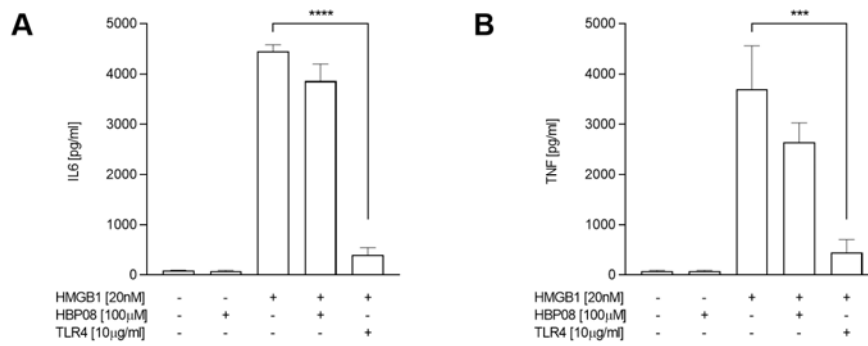 A
****
5000
4000
3000
2000
1000
0
IL6 [pg/ml]
HMGB1 [20nM] - - + + +
HBP08 [100μM] - + - + -
TLR4 [10μg/ml] - - - - +
B
***
5000
4000
3000
2000
1000
0
TNF [pg/ml]
HMGB1 [20nM] - - + + +
HBP08 [100μM] - + - + -
TLR4 [10μg/ml] - - - - +